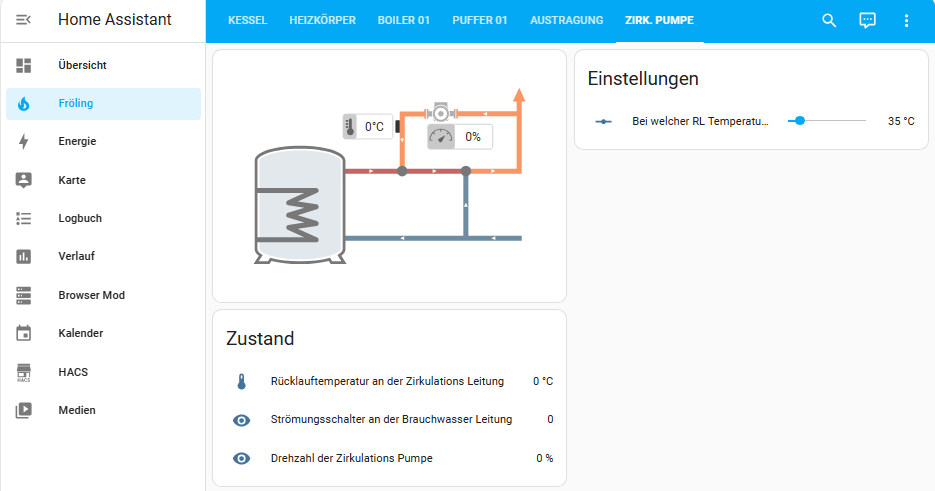 Home Assistant
KESSEL HEIZKÖRPER BOILER 01 PUFFER 01 AUSTRAGUNG ZIRK. PUMPE
Übersicht
Fröling
Energie
Karte
Logbuch
Verlauf
Browser Mod
Kalender
HACS
HACS
Medien
0°C
0%
Zustand
Rücklauftemperatur an der Zirkulations Leitung 0 °C
Strömungsschalter an der Brauchwasser Leitung 0
Drehzahl der Zirkulations Pumpe 0 %
Einstellungen
Bei welcher RL Temperatu... 35 °C